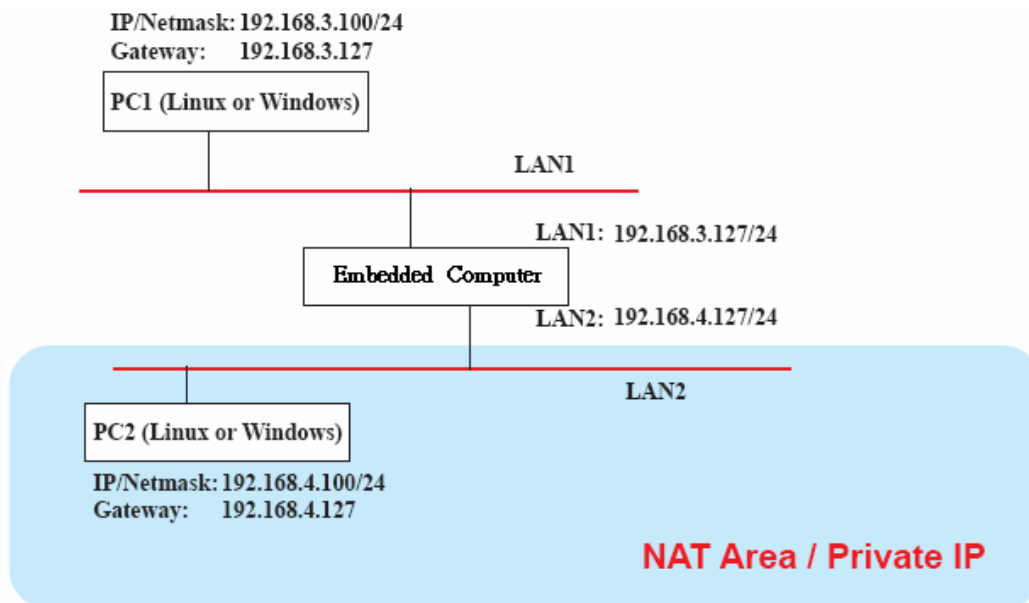 IP/Netmask: 192.168.3.100/24
Gateway: 192.168.3.127
PC1 (Linux or Windows)
LAN1
LAN1: 192.168.3.127/24
Embedded Computer
LAN2: 192.168.4.127/24
LAN2
PC2 (Linux or Windows)
IP/Netmask: 192.168.4.100/24
Gateway: 192.168.4.127
NAT Area / Private IP